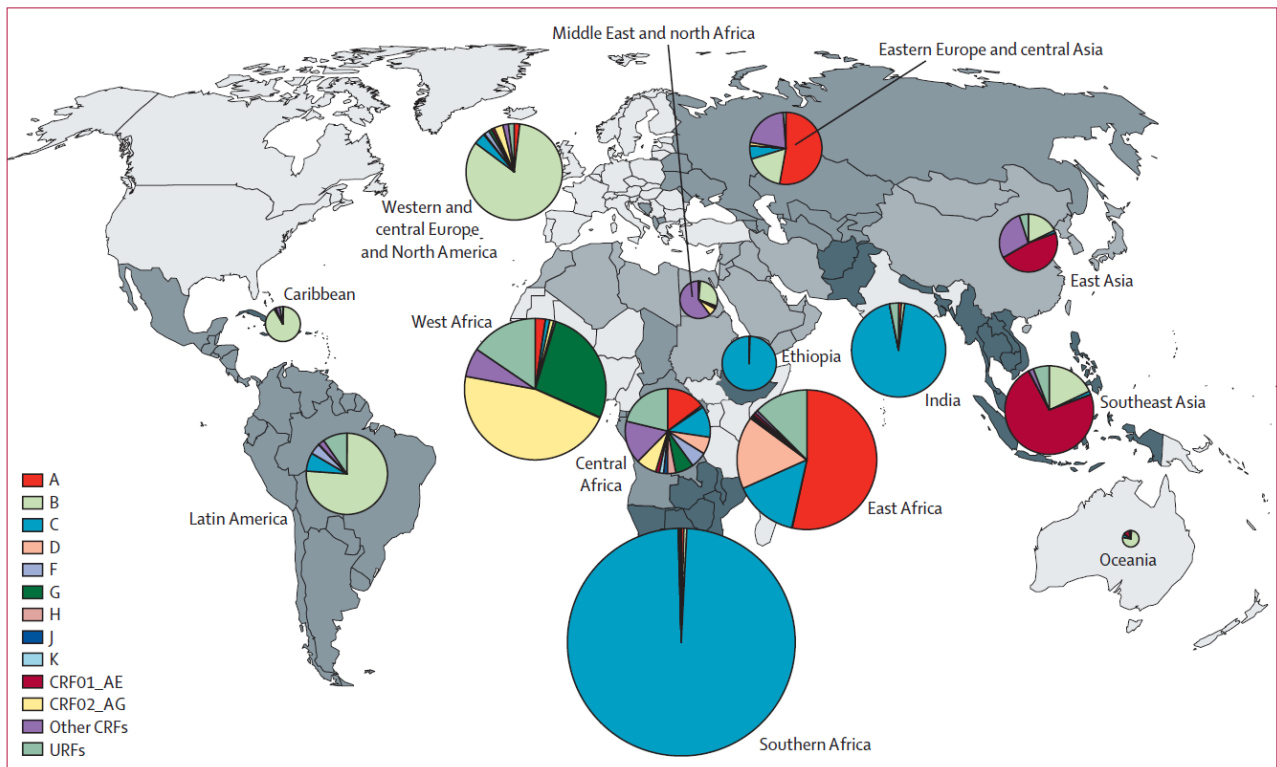 Middle East and north Africa
Eastern Europe and central Asia
Western and
central Europe
and North America
East Asia
Caribbean
West Africa
Ethiopia
India
Southeast Asia
Central
Africa
East Africa
Latin America
Oceania
Southern Africa
A
B
C
D
F
G
H
J
K
CRF01_AE
CRF02_AG
Other CRFs
URFs